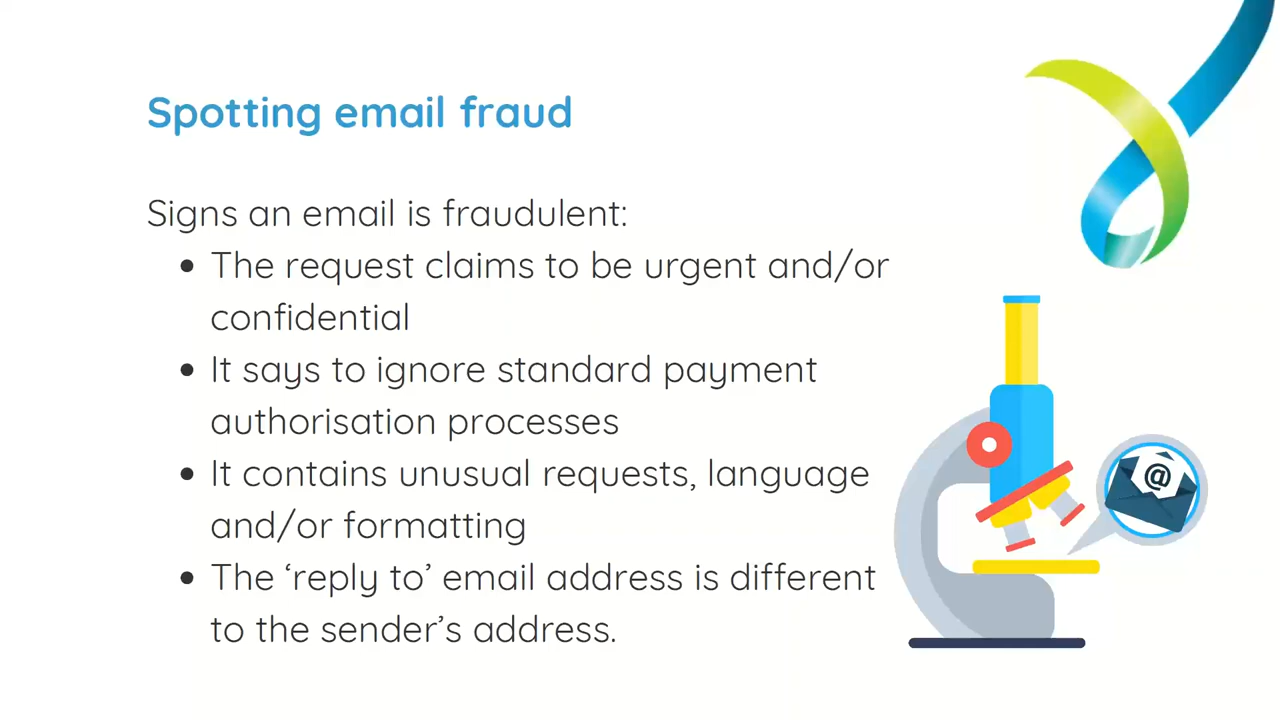 Spotting email fraud
Signs an email is fraudulent:
• The request claims to be urgent and/or
confidential
• It says to ignore standard payment
authorisation processes
• It contains unusual requests, language
and/or formatting
• The ‘reply to’ email address is different
to the sender’s address.
@